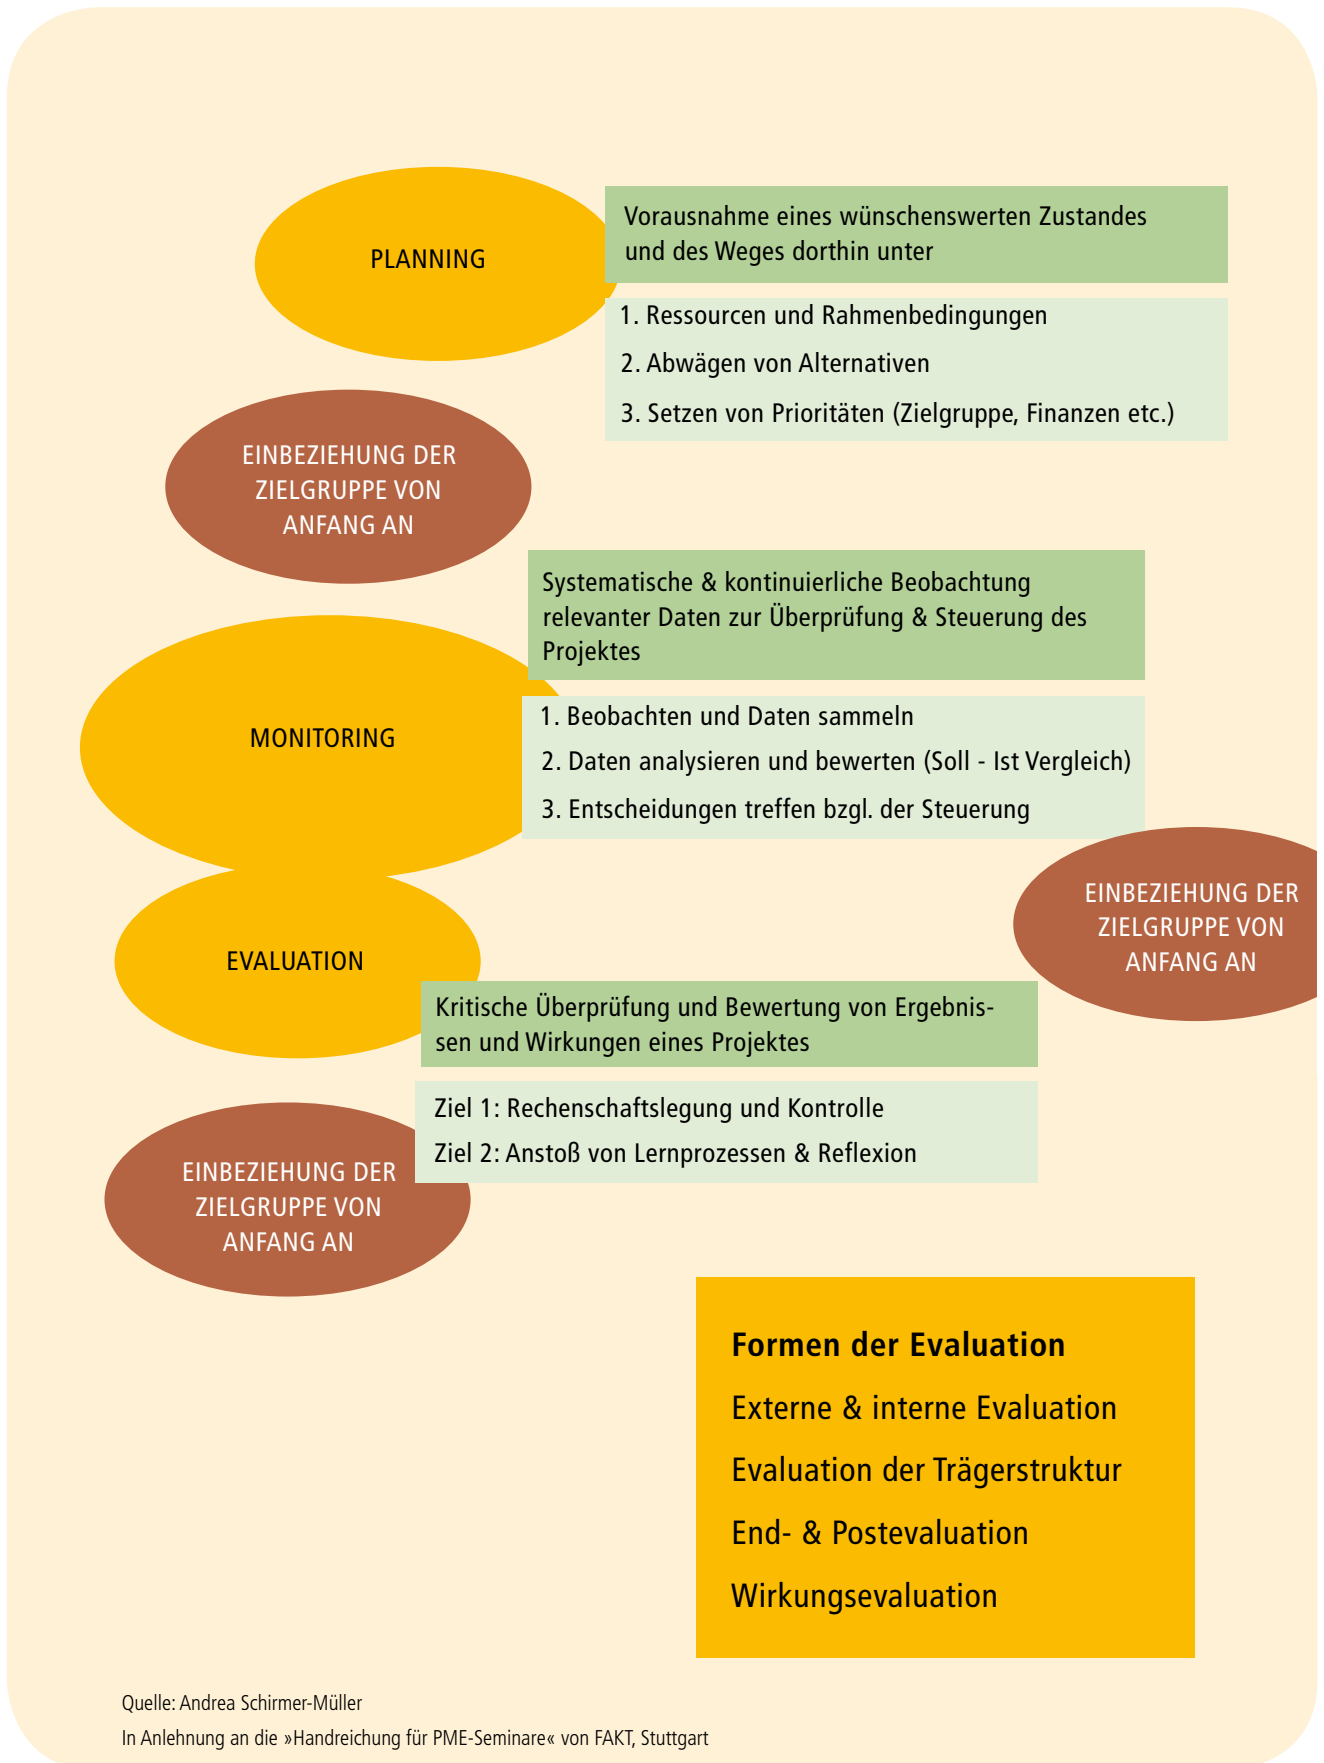 PLANNING
Vorausnahme eines wünschenswerten Zustandes
und des Weges dorthin unter
1. Ressourcen und Rahmenbedingungen
2. Abwägen von Alternativen
3. Setzen von Prioritäten (Zielgruppe, Finanzen etc.)
EINBEZIEHUNG DER
ZIELGRUPPE VON
ANFANG AN
Systematische & kontinuierliche Beobachtung
relevanter Daten zur Überprüfung & Steuerung des
Projektes
MONITORING
1. Beobachten und Daten sammeln
2. Daten analysieren und bewerten (Soll - Ist Vergleich)
3. Entscheidungen treffen bzgl. der Steuerung
EINBEZIEHUNG DER
ZIELGRUPPE VON
ANFANG AN
EVALUATION
Kritische Überprüfung und Bewertung von Ergebnis-
sen und Wirkungen eines Projektes
Ziel 1: Rechenschaftslegung und Kontrolle
Ziel 2: Anstoß von Lernprozessen & Reflexion
EINBEZIEHUNG DER
ZIELGRUPPE VON
ANFANG AN
Formen der Evaluation
Externe & interne Evaluation
Evaluation der Trägerstruktur
End- & Postevaluation
Wirkungsevaluation
Quelle: Andrea Schirmer-Müller
In Anlehnung an die »Handreichung für PME-Seminare« von FAKT, Stuttgart